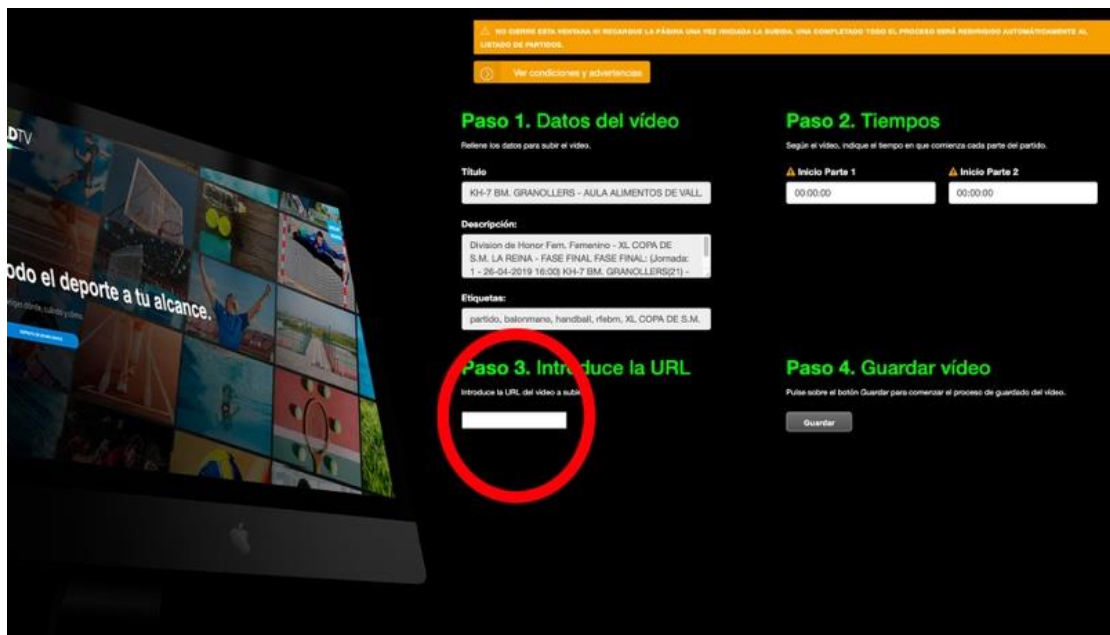 NO CIERRE ESTA VENTANA NI RECARGUE LA PÁGINA UNA VEZ INICIADA LA SUBIDA, UNA COMPLETADO TODO EL PROCESO SERÁ REDIRIGIDO AUTOMÁTICAMENTE AL
LISTADO DE PARTIDOS.
Ver condiciones y advertencias
Paso 1. Datos del vídeo
Rellene los datos para subir el vídeo.
Título
KH-7 BM. GRANOLLERS - AULA ALIMENTOS DE VALL
Descripción:
Division de Honor Fem. Femenino - XL COPA DE
S.M. LA REINA - FASE FINAL FASE FINAL: (Jornada:
1 - 26-04-2019 16:00) KH-7 BM. GRANOLLERS(21) -
Etiquetas:
partido, balonmano, handball, rfebm, XL COPA DE S.M.
Paso 2. Tiempos
Según el vídeo, indique el tiempo en que comienza cada parte del partido.
Inicio Parte 1
00:00:00
Inicio Parte 2
00:00:00
Paso 3. Introduce la URL
Introduce la URL del vídeo a subir
Paso 4. Guardar vídeo
Pulse sobre el botón Guardar para comenzar el proceso de guardado del vídeo.
Guardar
DTV
odo el deporte a tu alcance.